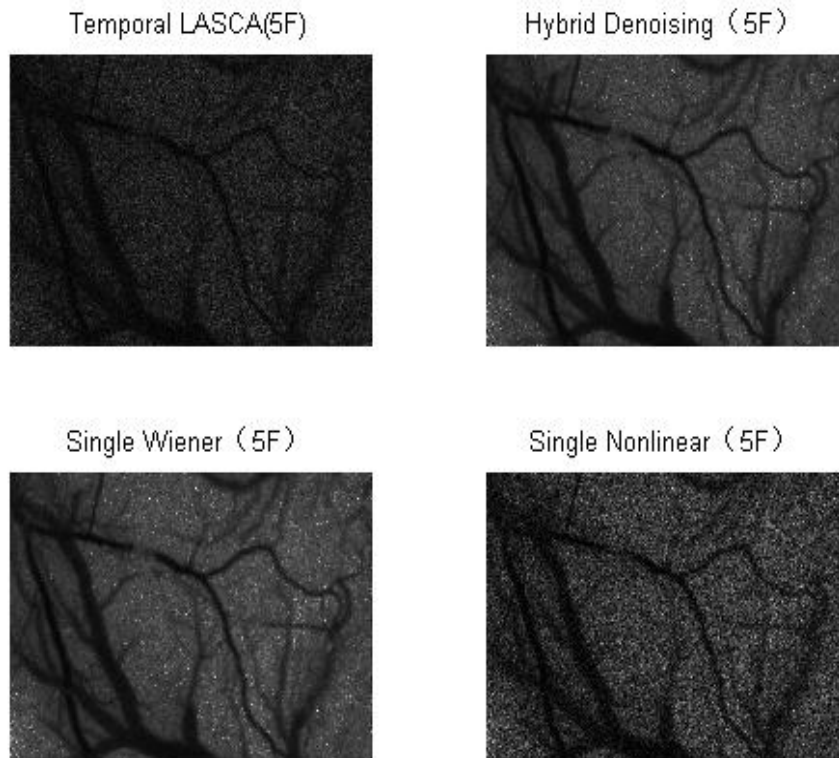 Temporal LASCA(5F)
Hybrid Denoising（5F）
Single Wiener（5F）
Single Nonlinear（5F）